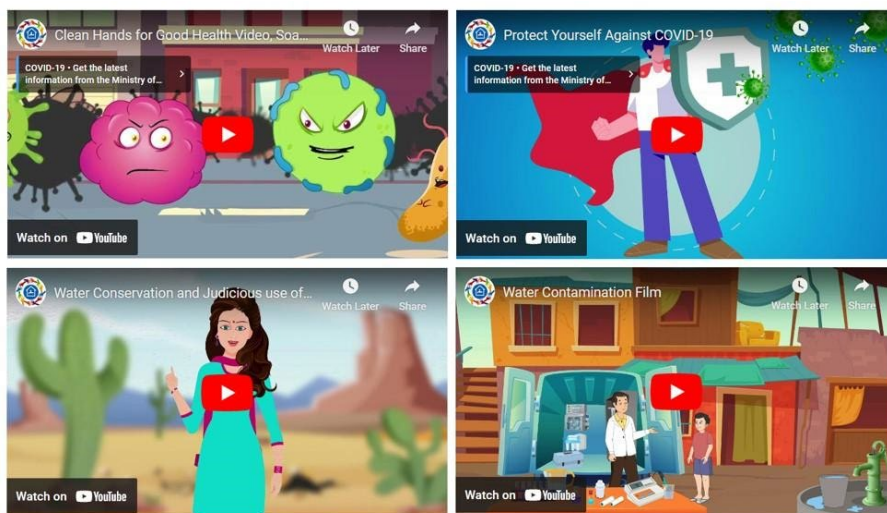 Clean Hands for Good Health Video, Soa...
Watch Later
Share
COVID-19 • Get the latest
information from the Ministry of...
Watch on YouTube
Protect Yourself Against COVID-19
Watch Later
Share
COVID-19 • Get the latest
information from the Ministry of...
Watch on YouTube
Water Conservation and Judicious use of...
Watch Later
Share
Watch on YouTube
Water Contamination Film
Watch Later
Share
Watch on YouTube